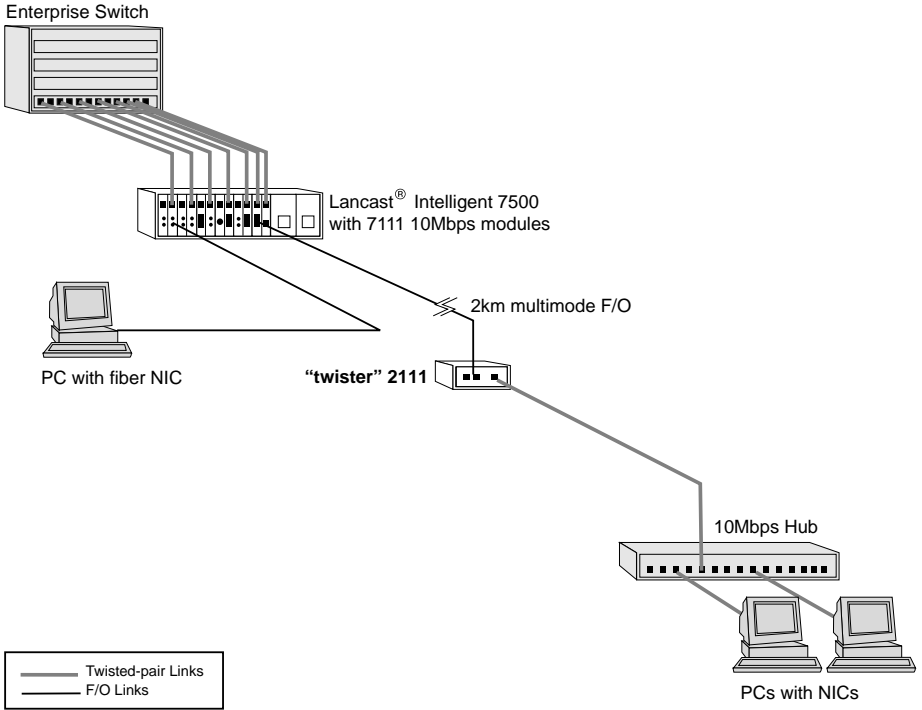 Enterprise Switch
Lancast® Intelligent 7500
with 7111 10Mbps modules
2km multimode F/O
PC with fiber NIC
“twister” 2111
10Mbps Hub
Twisted-pair Links
F/O Links
PCs with NICs